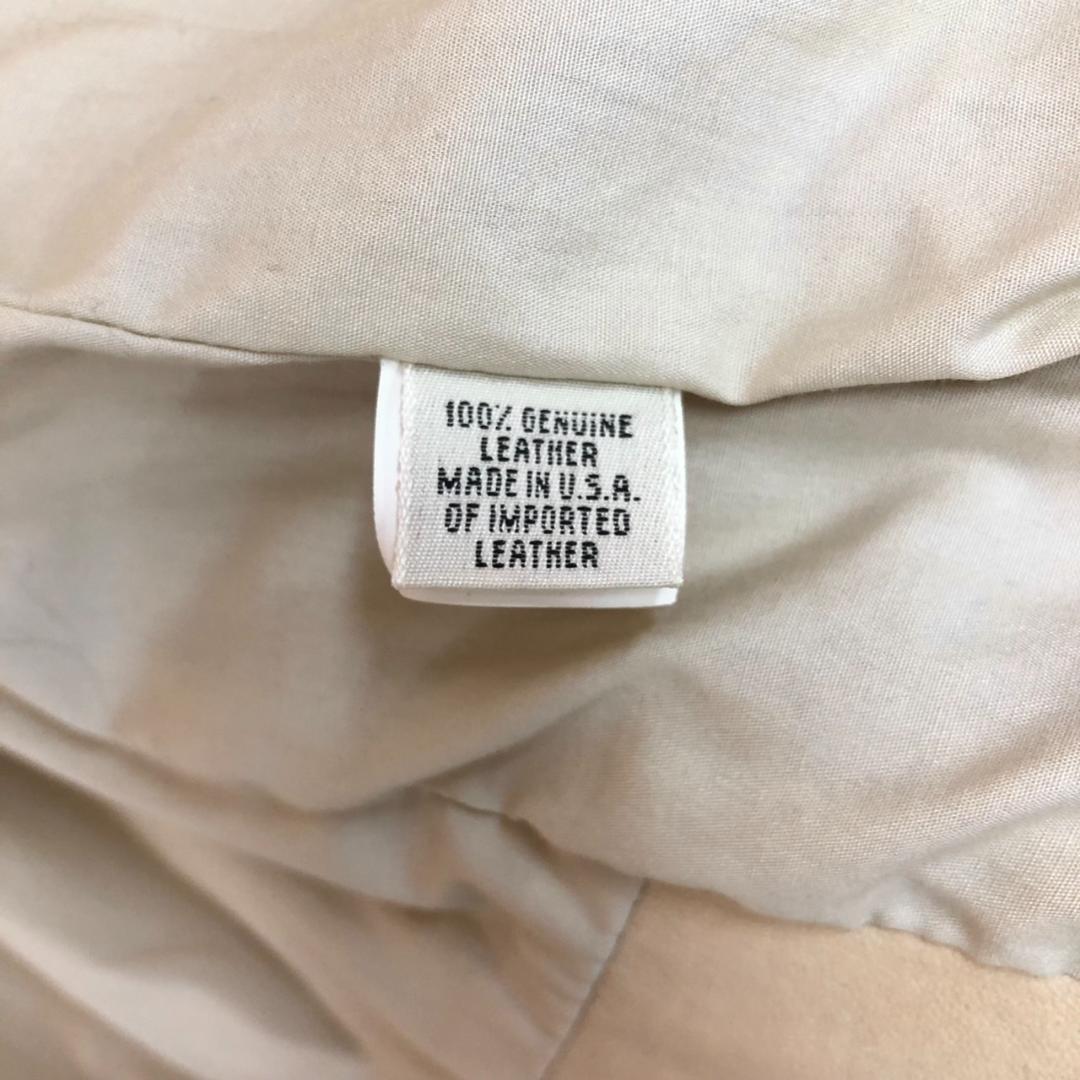 100% GENUINE
LEATHER
MADE IN U.S.A.
OF IMPORTED
LEATHER